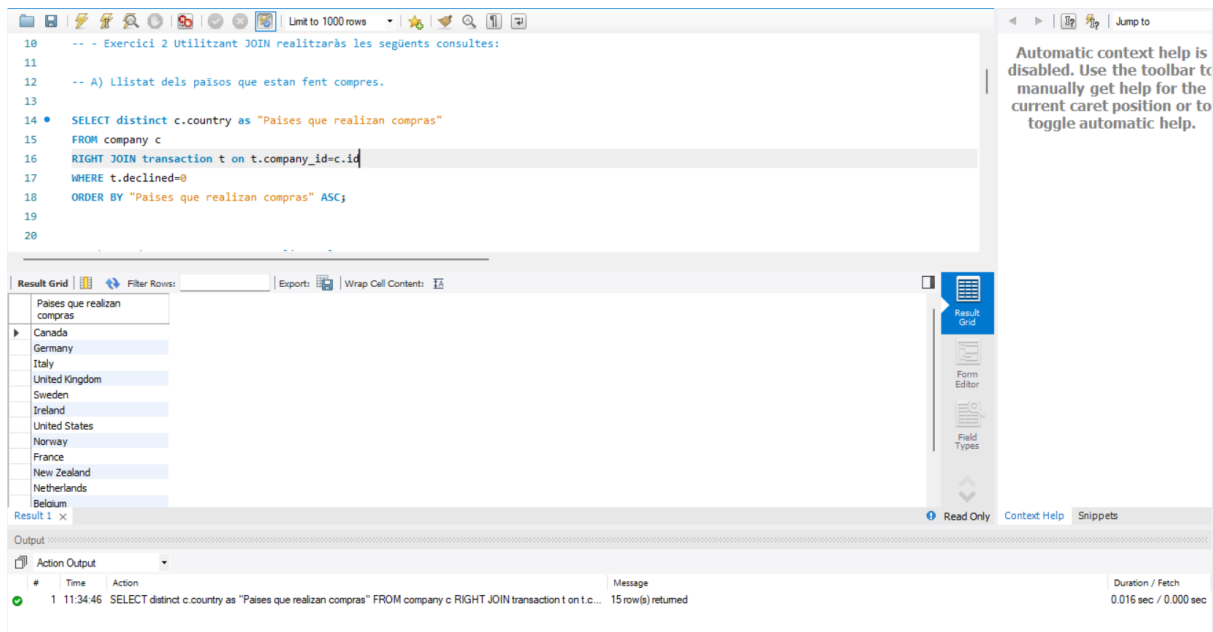 Limit to 1000 rows
Jump to
10 -- - Exercici 2 Utilitzant JOIN realitzaràs les següents consultes:
11
12 -- A) Llistat dels països que estan fent compres.
13
14 SELECT distinct c.country as "Paises que realizan compras"
15 FROM company c
16 RIGHT JOIN transaction t on t.company_id=c.id
17 WHERE t.declined=0
18 ORDER BY "Paises que realizan compras" ASC;
19
20
Automatic context help is
disabled. Use the toolbar to
manually get help for the
current caret position or to
toggle automatic help.
Result Grid
Filter Rows:
Export:
Wrap Cell Content:
Paises que realizan
compras
Canada
Germany
Italy
United Kingdom
Sweden
Ireland
United States
Norway
France
New Zealand
Netherlands
Belgium
Result
Grid
Form
Editor
Field
Types
Result 1
Read Only
Context Help
Snippets
Output
Action Output
# Time Action Message Duration / Fetch
1 11:34:46 SELECT distinct c.country as "Paises que realizan compras" FROM company c RIGHT JOIN transaction t on t.c... 15 row(s) returned 0.016 sec / 0.000 sec